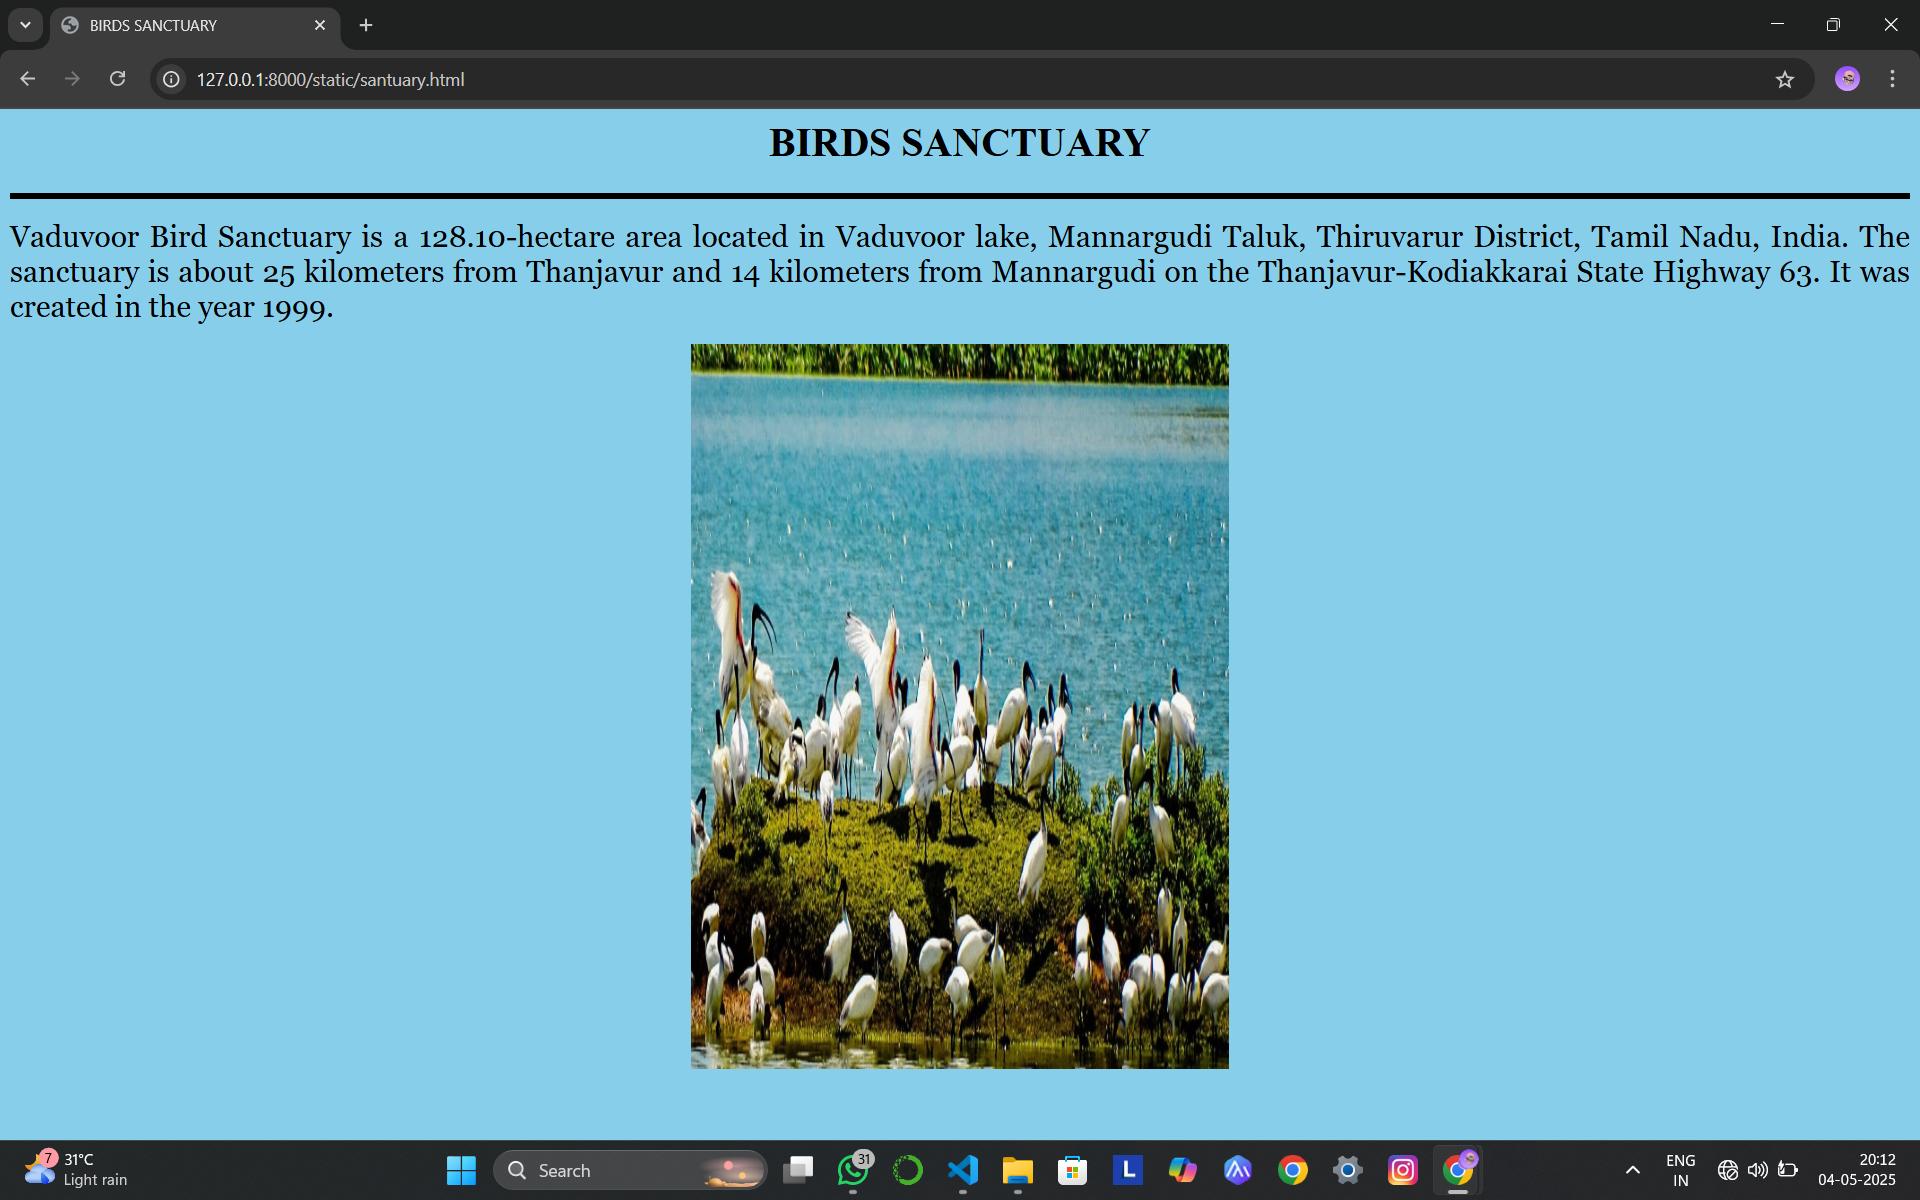 BIRDS SANCTUARY
127.0.0.1:8000/static/santuary.html
BIRDS SANCTUARY
Vaduvoor Bird Sanctuary is a 128.10-hectare area located in Vaduvoor lake, Mannargudi Taluk, Thiruvarur District, Tamil Nadu, India. The
sanctuary is about 25 kilometers from Thanjavur and 14 kilometers from Mannargudi on the Thanjavur-Kodiakkarai State Highway 63. It was
created in the year 1999.
7
31°C
Light rain
Search
31
L
ENG
IN
20:12
04-05-2025